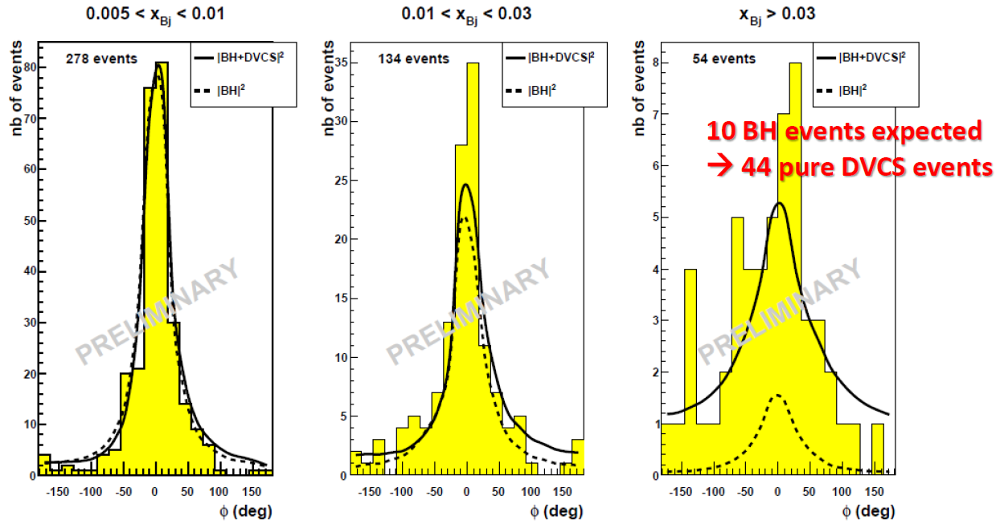 0.005 < x_Bj < 0.01
nb of events
278 events
|BH+DVCS|²
|BH|²
80
60
40
30
20
10
0
50
PRELIMINARY
-150 -100 -50 0 50 100 150
ϕ (deg)
0.01 < x_Bj < 0.03
nb of events
134 events
|BH+DVCS|²
|BH|²
35
30
25
20
15
10
5
0
PRELIMINARY
-150 -100 -50 0 50 100 150
ϕ (deg)
x_Bj > 0.03
nb of events
54 events
|BH+DVCS|²
|BH|²
10 BH events expected
→ 44 pure DVCS events
8
7
6
5
4
3
2
1
0
PRELIMINARY
-150 -100 -50 0 50 100 150
ϕ (deg)